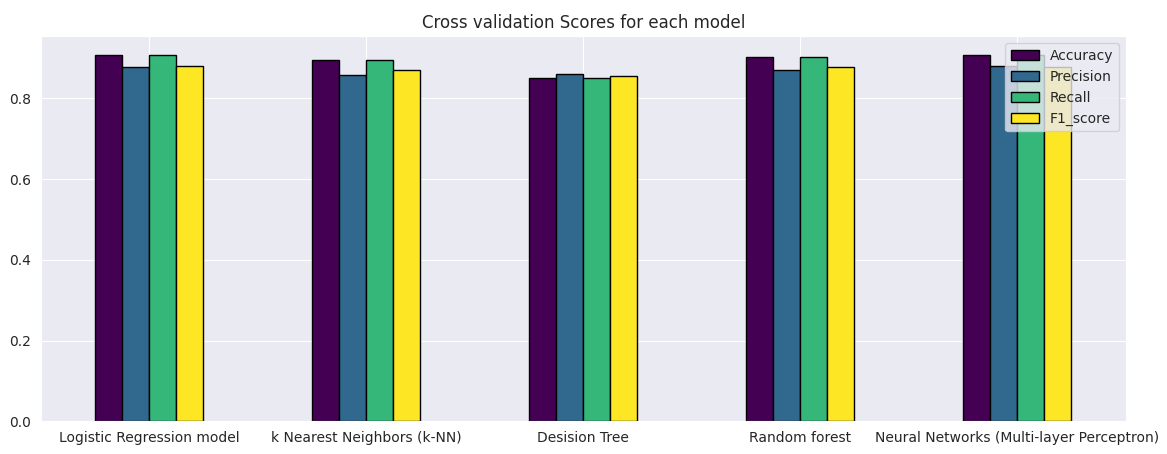 Cross validation Scores for each model
Accuracy
Precision
Recall
F1_score
0.8
0.6
0.4
0.2
0.0
Logistic Regression model
k Nearest Neighbors (k-NN)
Desision Tree
Random forest
Neural Networks (Multi-layer Perceptron)